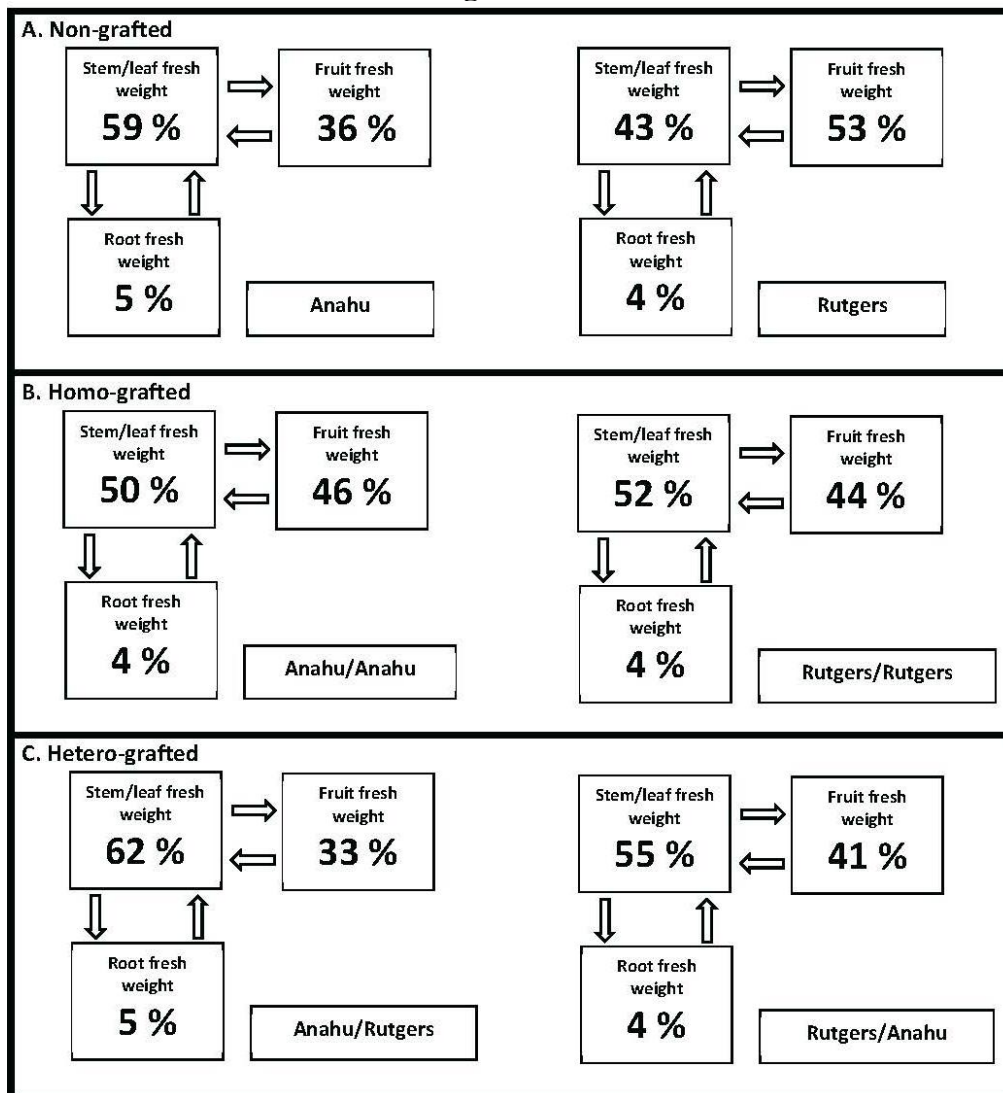 A. Non-grafted
Stem/leaf fresh
weight
59 %
Fruit fresh
weight
36 %
Root fresh
weight
5 %
Anahu
Stem/leaf fresh
weight
43 %
Fruit fresh
weight
53 %
Root fresh
weight
4 %
Rutgers
B. Homo-grafted
Stem/leaf fresh
weight
50 %
Fruit fresh
weight
46 %
Root fresh
weight
4 %
Anahu/Anahu
Stem/leaf fresh
weight
52 %
Fruit fresh
weight
44 %
Root fresh
weight
4 %
Rutgers/Rutgers
C. Hetero-grafted
Stem/leaf fresh
weight
62 %
Fruit fresh
weight
33 %
Root fresh
weight
5 %
Anahu/Rutgers
Stem/leaf fresh
weight
55 %
Fruit fresh
weight
41 %
Root fresh
weight
4 %
Rutgers/Anahu